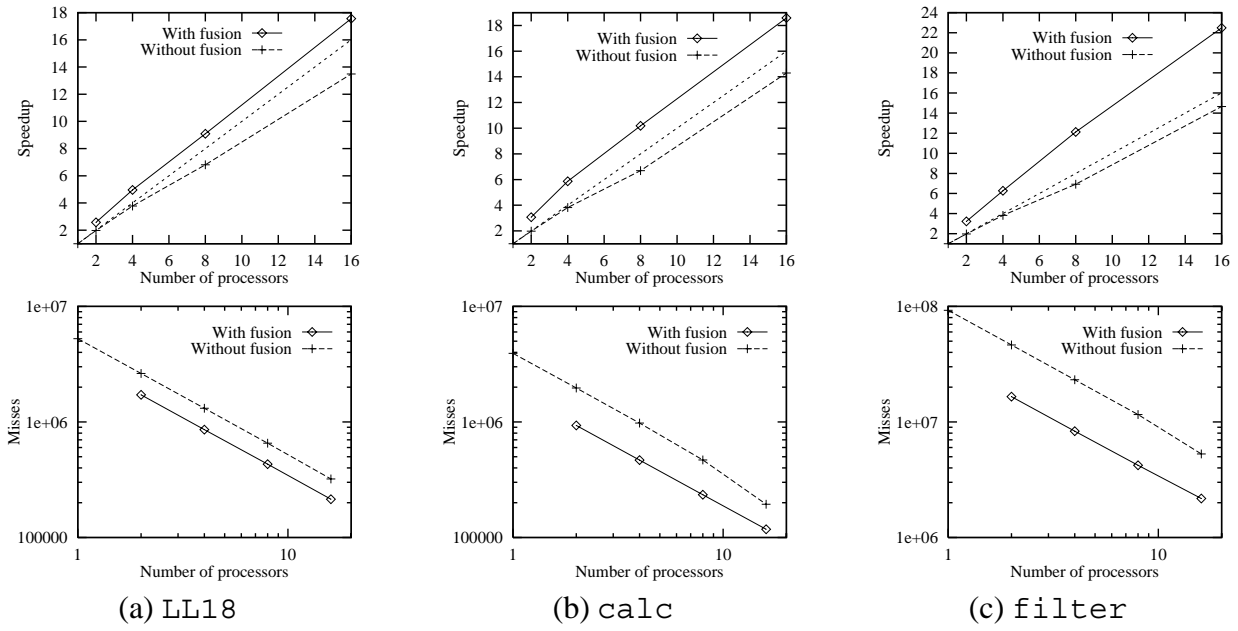 18
16
14
12
10
8
6
4
2
Speedup
With fusion
Without fusion
2 4 6 8 10 12 14 16
Number of processors
18
16
14
12
10
8
6
4
2
Speedup
With fusion
Without fusion
2 4 6 8 10 12 14 16
Number of processors
24
22
20
18
16
14
12
10
8
6
4
2
Speedup
With fusion
Without fusion
2 4 6 8 10 12 14 16
Number of processors
1e+07
1e+06
100000
Misses
With fusion
Without fusion
1 10
Number of processors
1e+07
1e+06
100000
Misses
With fusion
Without fusion
1 10
Number of processors
1e+08
1e+07
1e+06
Misses
With fusion
Without fusion
1 10
Number of processors
(a) LL18
(b) calc
(c) filter